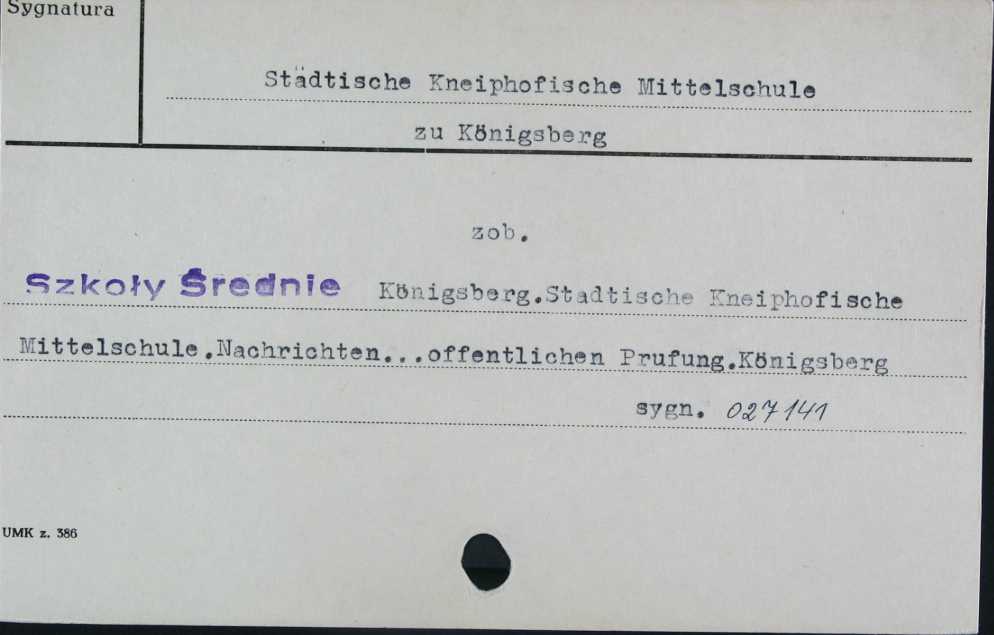 Sygnatura
Städtische Kneiphofische Mittelschule
zu Königsberg
zob.
Szkoły Średnie Königsberg.Stadtische Kneiphofische
Mittelschule.Nachrichten...offentlichen Prufung.Königsberg
sygn. 027141
UMK z. 386